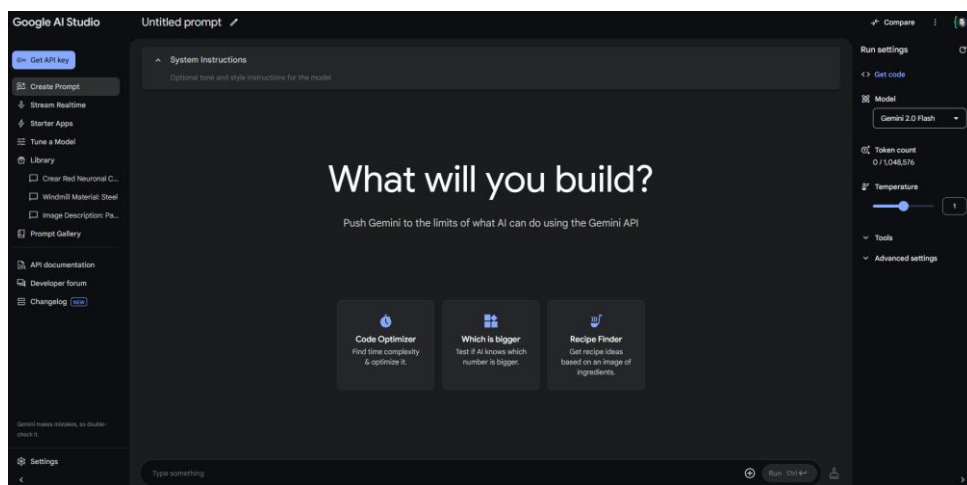 Google AI Studio
Get API key
Create Prompt
Stream Realtime
Starter Apps
Tune a Model
Library
Crear Red Neuronal C...
Windmill Material: Steel
Image Description: Pa...
Prompt Gallery
API documentation
Developer forum
Changelog NEW
Gemini makes mistakes, so double-
check it.
Settings
Untitled prompt
Compare
System Instructions
Optional tone and style instructions for the model
What will you build?
Push Gemini to the limits of what AI can do using the Gemini API
Code Optimizer
Find time complexity
& optimize it.
Which is bigger
Test if AI knows which
number is bigger.
Recipe Finder
Get recipe ideas
based on an image of
ingredients.
Type something
Run Ctrl
Run settings
Get code
Model
Gemini 2.0 Flash
Token count
0 / 1,048,576
Temperature
1
Tools
Advanced settings